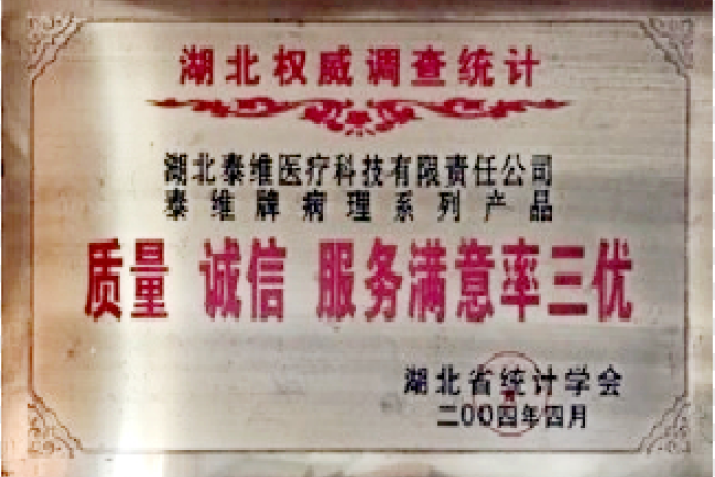 湖北权威调查统计
湖北泰维医疗科技有限责任公司
泰维牌病理系列产品
质量 诚信 服务满意率三优
湖北省统计学会
二00四年四月